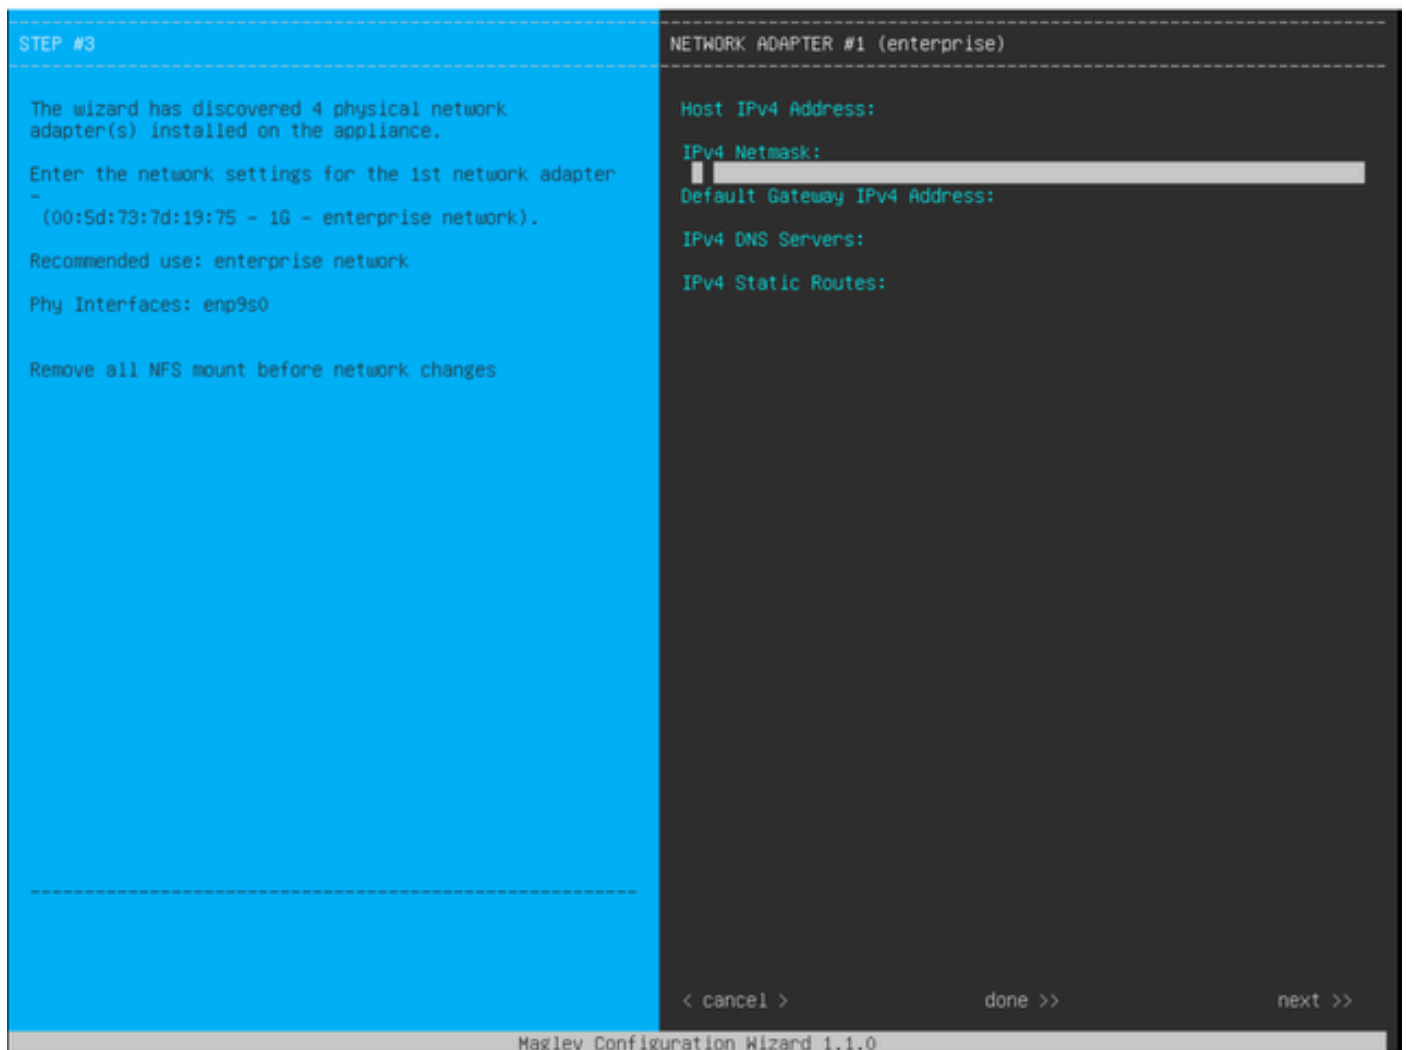 STEP #3
The wizard has discovered 4 physical network
adapter(s) installed on the appliance.
Enter the network settings for the 1st network adapter
-
(00:5d:73:7d:19:75 - 1G - enterprise network).
Recommended use: enterprise network
Phy Interfaces: enp9s0
Remove all NFS mount before network changes
NETWORK ADAPTER #1 (enterprise)
Host IPv4 Address:
IPv4 Netmask:
Default Gateway IPv4 Address:
IPv4 DNS Servers:
IPv4 Static Routes:
< cancel >
done >>
next >>
Maglev Configuration Wizard 1.1.0